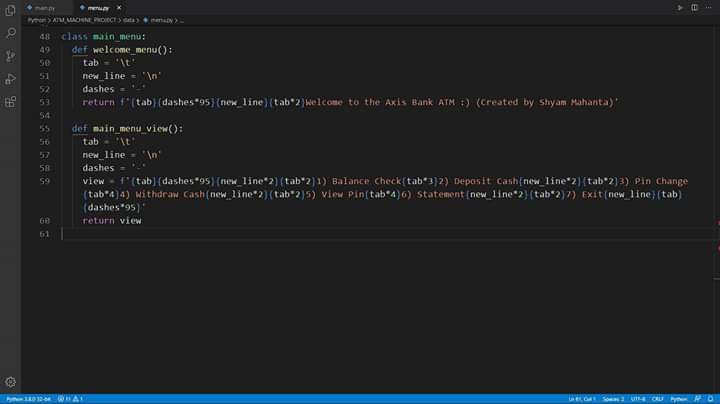 main.py menu.py ×
Python > ATM_MACHINE_PROJECT > data > menu.py > ...
48 class main_menu:
49 def welcome_menu():
50 tab = '\t'
51 new_line = '\n'
52 dashes = '-'
53 return f'{tab}{dashes*95}{new_line}{tab*2}Welcome to the Axis Bank ATM :) (Created by Shyam Mahanta)'
54
55 def main_menu_view():
56 tab = '\t'
57 new_line = '\n'
58 dashes = '-'
59 view = f'{tab}{dashes*95}{new_line*2}{tab*2}1) Balance Check{tab*3}2) Deposit Cash{new_line*2}{tab*2}3) Pin Change
{tab*4}4) Withdraw Cash{new_line*2}{tab*2}5) View Pin{tab*4}6) Statement{new_line*2}{tab*2}7) Exit{new_line}{tab}
{dashes*95}'
60 return view
61
Python 3.8.0 32-bit 11 1 Ln 61, Col 1 Spaces: 2 UTF-8 CRLF Python